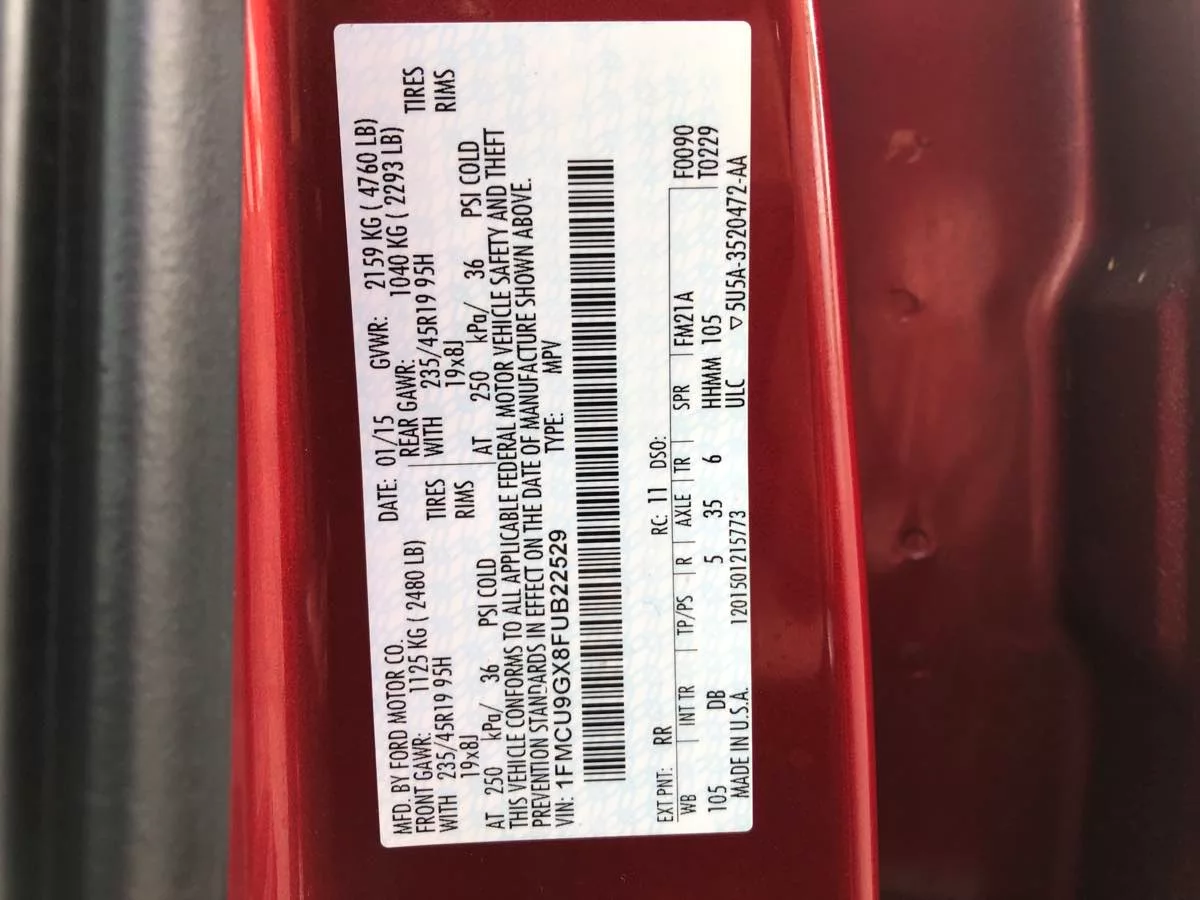 MFD. BY FORD MOTOR CO. DATE: 01/15 GVWR: 2159 KG ( 4760 LB)
FRONT GAWR: 1125 KG ( 2480 LB) REAR GAWR: 1040 KG ( 2293 LB)
WITH 235/45R19 95H TIRES WITH 235/45R19 95H TIRES
19x8J RIMS 19x8J RIMS
AT 250 kPa/ 36 PSI COLD AT 250 kPa/ 36 PSI COLD
THIS VEHICLE CONFORMS TO ALL APPLICABLE FEDERAL MOTOR VEHICLE SAFETY AND THEFT
PREVENTION STANDARDS IN EFFECT ON THE DATE OF MANUFACTURE SHOWN ABOVE.
VIN: 1FMCU9GX8FUB22529 TYPE: MPV
EXT PNT: RR RC: 11 DSO: F0090
WB INT TR TP/PS R AXLE TR SPR FM21A T0229
105 DB 5 35 6 HHMM 105
MADE IN U.S.A. 1201501215773 ULC ▽5U5A-3520472-AA